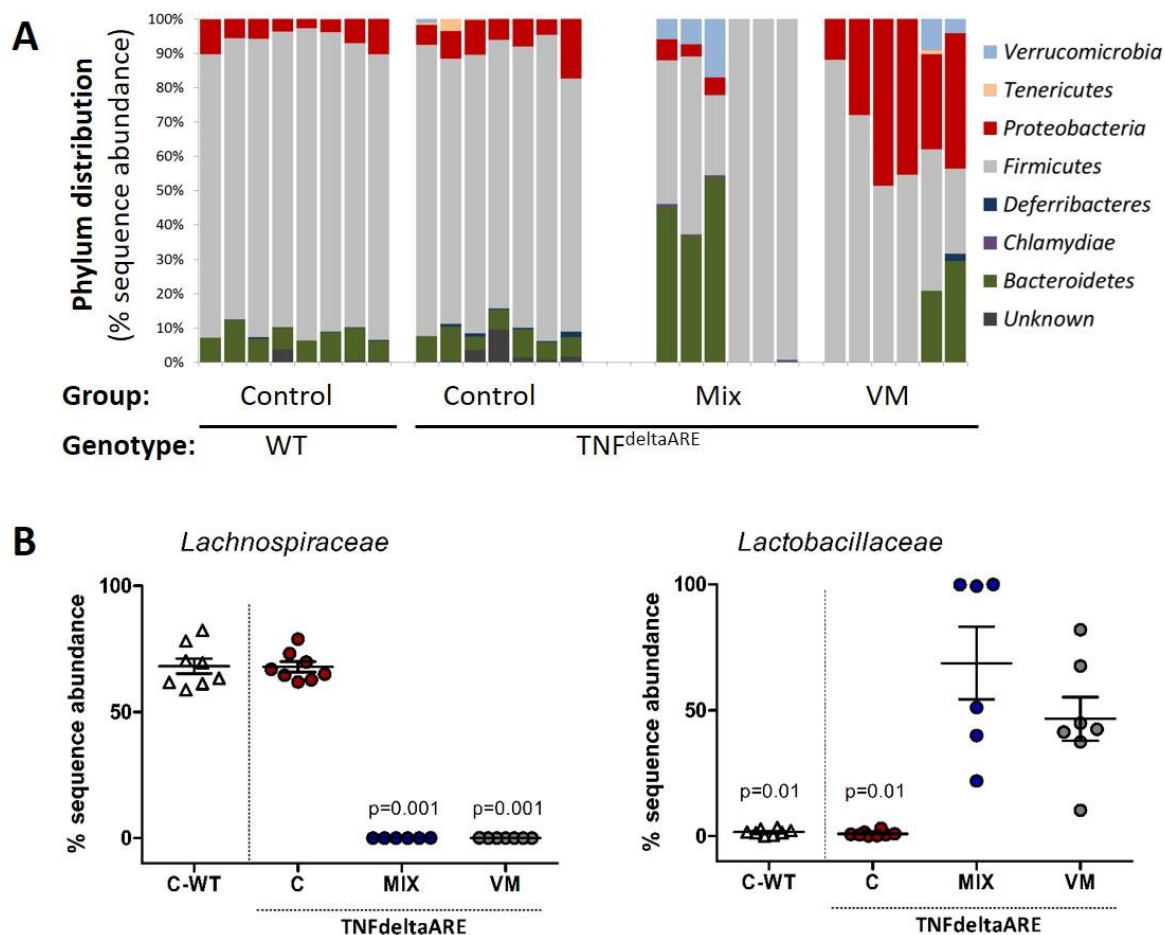 A
Phylum distribution
(% sequence abundance)
100%
90%
80%
70%
60%
50%
40%
30%
20%
10%
0%
Verrucomicrobia
Tenericutes
Proteobacteria
Firmicutes
Deferribacteres
Chlamydiae
Bacteroidetes
Unknown
Group: Control Control Mix VM
Genotype: WT TNFdeltaARE
B
Lachnospiraceae
% sequence abundance
100
50
0
p=0.001 p=0.001
C-WT C MIX VM
TNFdeltaARE
Lactobacillaceae
% sequence abundance
100
50
0
p=0.01 p=0.01
C-WT C MIX VM
TNFdeltaARE